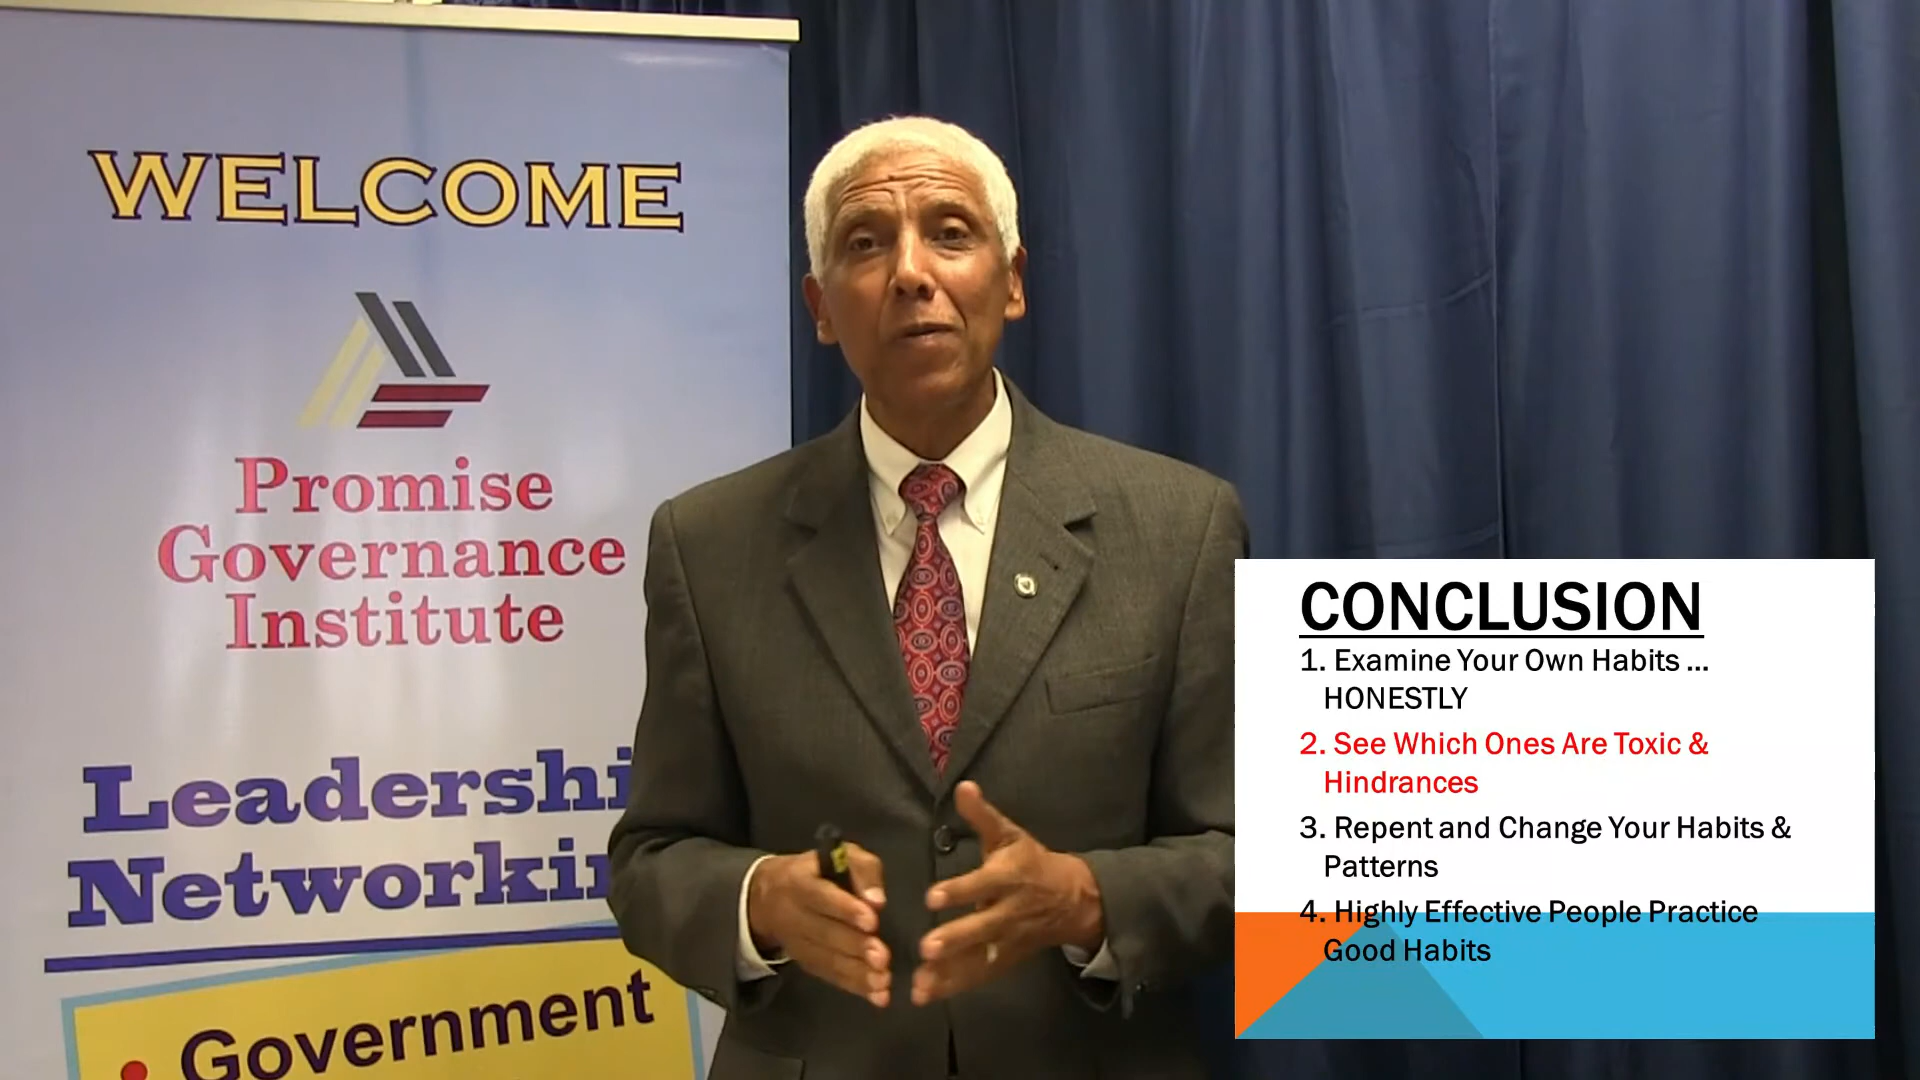 WELCOME
Promise
Governance
Institute
Leadershi
Networkin
• Government
CONCLUSION
1. Examine Your Own Habits ...
HONESTLY
2. See Which Ones Are Toxic &
Hindrances
3. Repent and Change Your Habits &
Patterns
4. Highly Effective People Practice
Good Habits